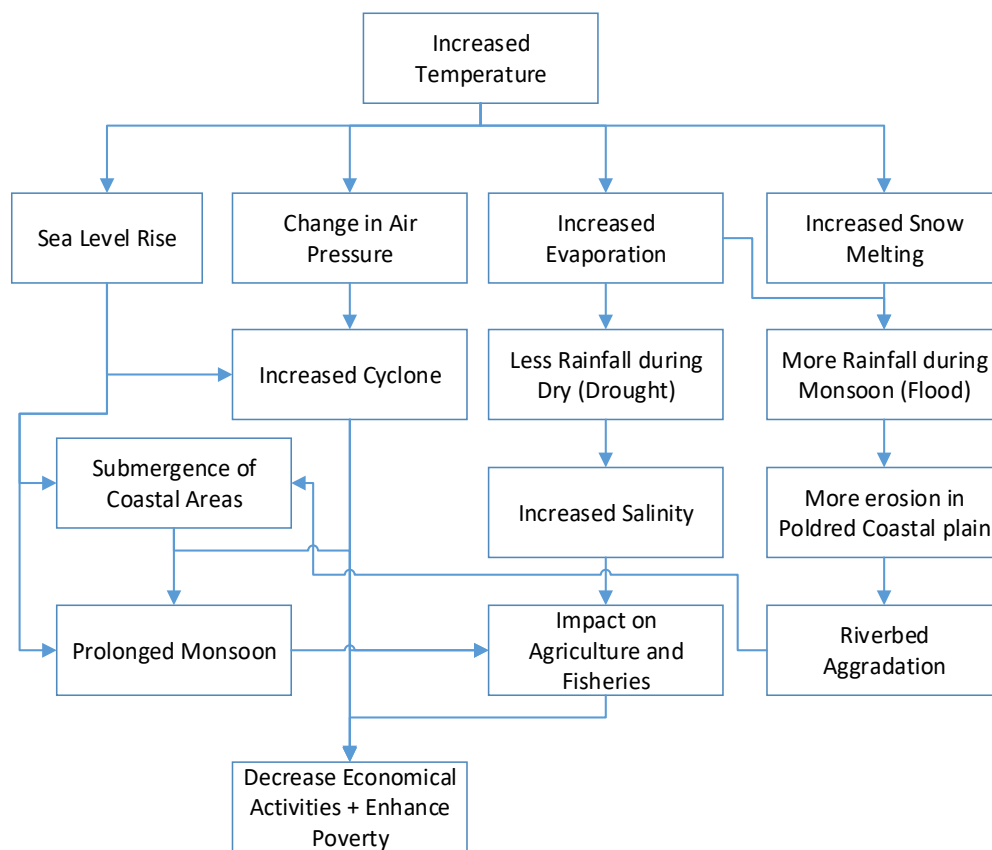 Increased
Temperature
Sea Level Rise
Change in Air
Pressure
Increased
Evaporation
Increased Snow
Melting
Increased Cyclone
Less Rainfall during
Dry (Drought)
More Rainfall during
Monsoon (Flood)
Submergence of
Coastal Areas
Increased Salinity
More erosion in
Poldred Coastal plain
Prolonged Monsoon
Impact on
Agriculture and
Fisheries
Riverbed
Aggradation
Decrease Economical
Activities + Enhance
Poverty